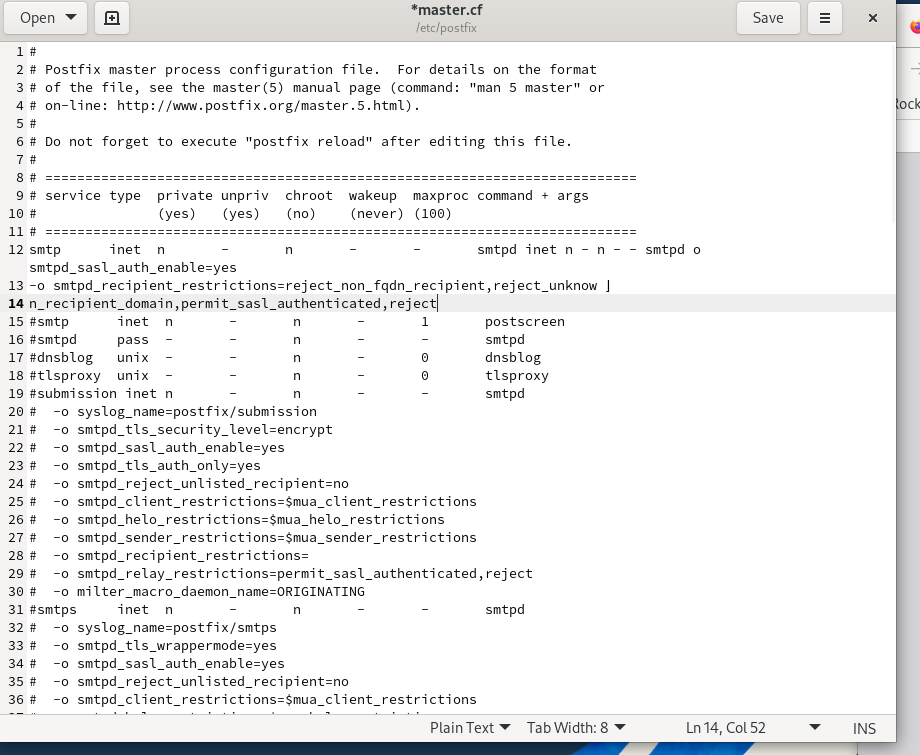 Open
*master.cf
/etc/postfix
Save
1 #
2 # Postfix master process configuration file.  For details on the format
3 # of the file, see the master(5) manual page (command: "man 5 master" or
4 # on-line: http://www.postfix.org/master.5.html).
5 #
6 # Do not forget to execute "postfix reload" after editing this file.
7 #
8 # ==========================================================================
9 # service type  private unpriv  chroot  wakeup  maxproc command + args
10 #               (yes)   (yes)   (no)    (never) (100)
11 # ==========================================================================
12 smtp      inet  n       -       n       -       -       smtpd inet n - n - - smtpd o
smtpd_sasl_auth_enable=yes
13 -o smtpd_recipient_restrictions=reject_non_fqdn_recipient,reject_unknow ]
14 n_recipient_domain,permit_sasl_authenticated,reject
15 #smtp      inet  n       -       n       -       1       postscreen
16 #smtpd     pass  -       -       n       -       -       smtpd
17 #dnsblog   unix  -       -       n       -       0       dnsblog
18 #tlsproxy  unix  -       -       n       -       0       tlsproxy
19 #submission inet n       -       n       -       -       smtpd
20 #  -o syslog_name=postfix/submission
21 #  -o smtpd_tls_security_level=encrypt
22 #  -o smtpd_sasl_auth_enable=yes
23 #  -o smtpd_tls_auth_only=yes
24 #  -o smtpd_reject_unlisted_recipient=no
25 #  -o smtpd_client_restrictions=$mua_client_restrictions
26 #  -o smtpd_helo_restrictions=$mua_helo_restrictions
27 #  -o smtpd_sender_restrictions=$mua_sender_restrictions
28 #  -o smtpd_recipient_restrictions=
29 #  -o smtpd_relay_restrictions=permit_sasl_authenticated,reject
30 #  -o milter_macro_daemon_name=ORIGINATING
31 #smtps     inet  n       -       n       -       -       smtpd
32 #  -o syslog_name=postfix/smtps
33 #  -o smtpd_tls_wrappermode=yes
34 #  -o smtpd_sasl_auth_enable=yes
35 #  -o smtpd_reject_unlisted_recipient=no
36 #  -o smtpd_client_restrictions=$mua_client_restrictions
Plain Text
Tab Width: 8
Ln 14, Col 52
INS